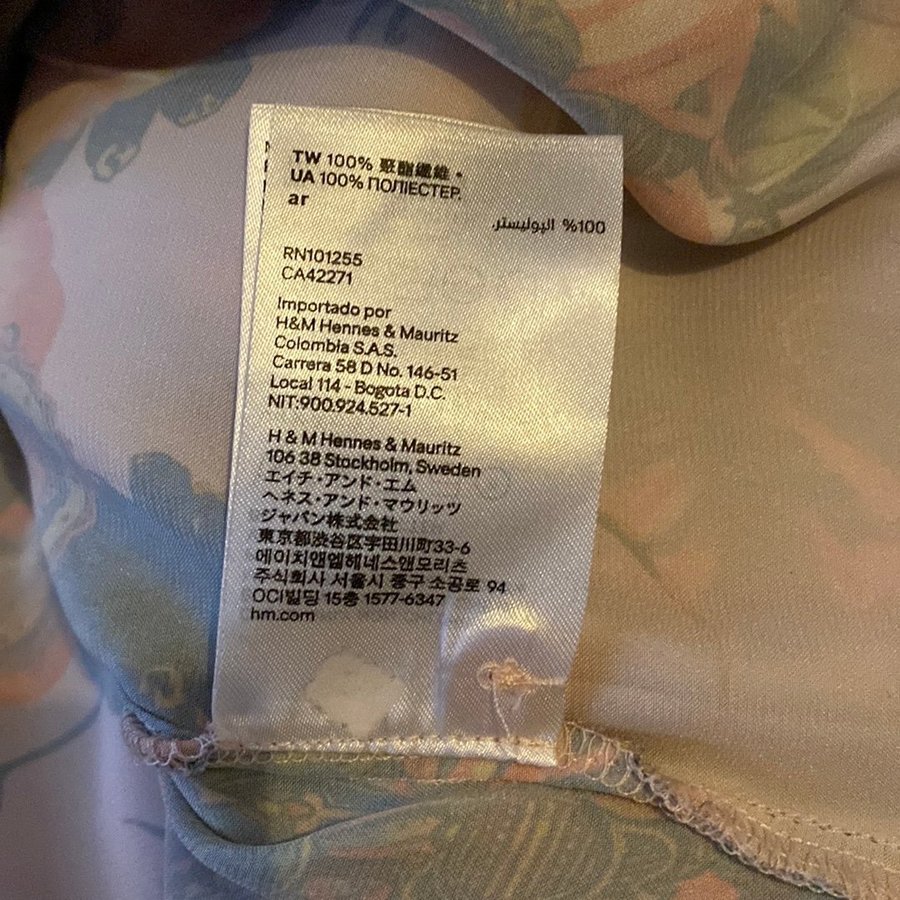 TW 100% 聚酯纖維。
UA 100% ПОЛІЕСТЕР.
ar
100% البوليستر.
RN101255
CA42271
Importado por
H&M Hennes & Mauritz
Colombia S.A.S.
Carrera 58 D No. 146-51
Local 114 - Bogota D.C.
NIT:900.924.527-1
H & M Hennes & Mauritz
106 38 Stockholm, Sweden
エイチ・アンド・エム
ヘネス・アンド・マウリッツ
ジャパン株式会社
東京都渋谷区宇田川町33-6
에이치앤엠헤네스앤모리츠
주식회사 서울시 중구 소공로 94
OCI빌딩 15층 1577-6347
hm.com